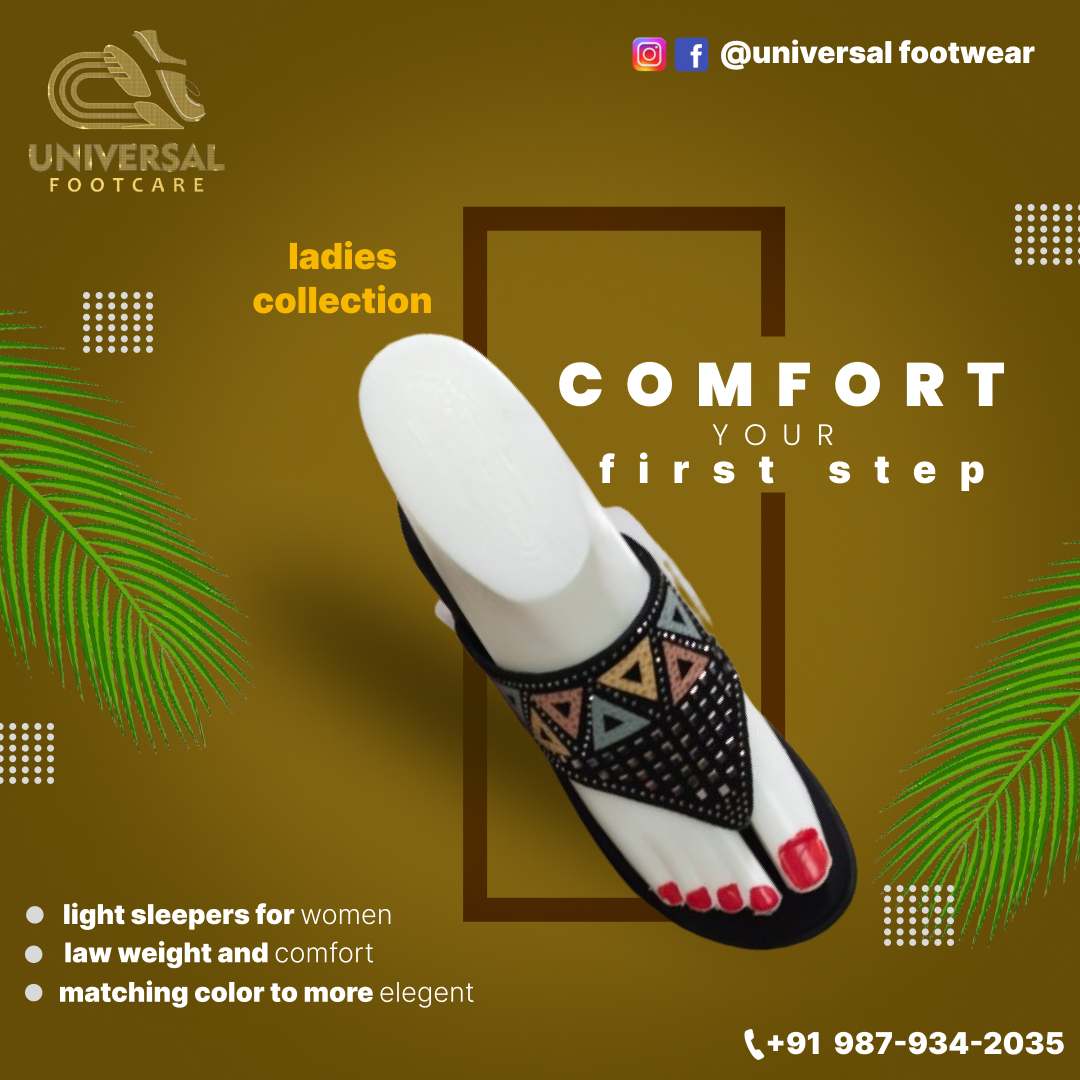 UNIVERSAL
FOOTCARE
@universal footwear
ladies
collection
COMFORT
YOUR
first step
light sleepers for women
law weight and comfort
matching color to more elegent
+91 987-934-2035